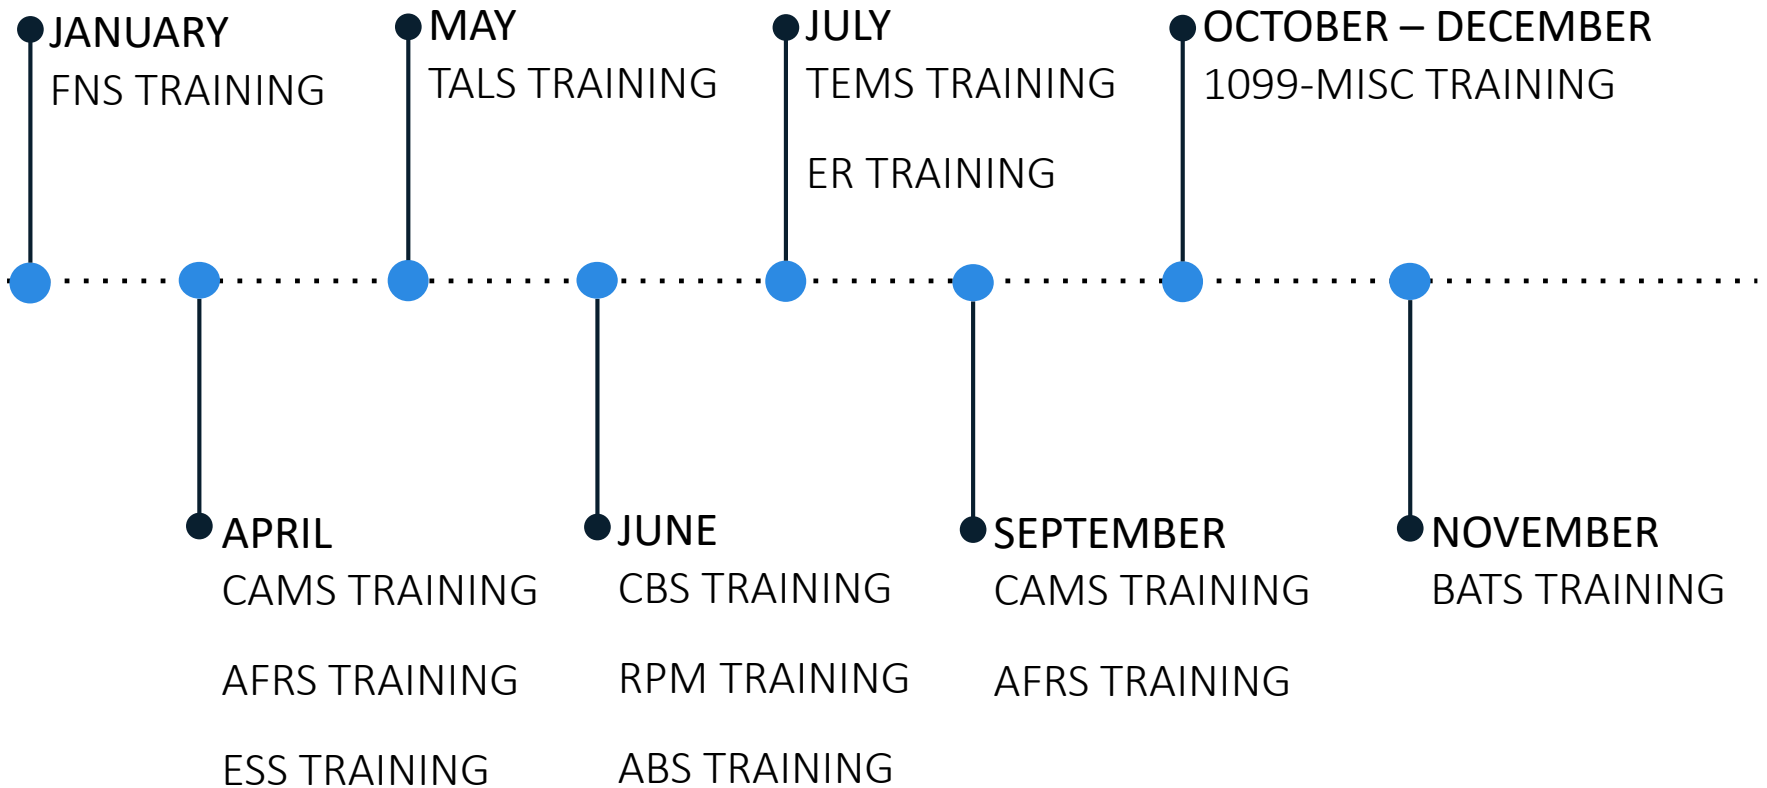 JANUARY
FNS TRAINING
MAY
TALS TRAINING
JULY
TEMS TRAINING
ER TRAINING
OCTOBER – DECEMBER
1099-MISC TRAINING
APRIL
CAMS TRAINING
AFRS TRAINING
ESS TRAINING
JUNE
CBS TRAINING
RPM TRAINING
ABS TRAINING
SEPTEMBER
CAMS TRAINING
AFRS TRAINING
NOVEMBER
BATS TRAINING